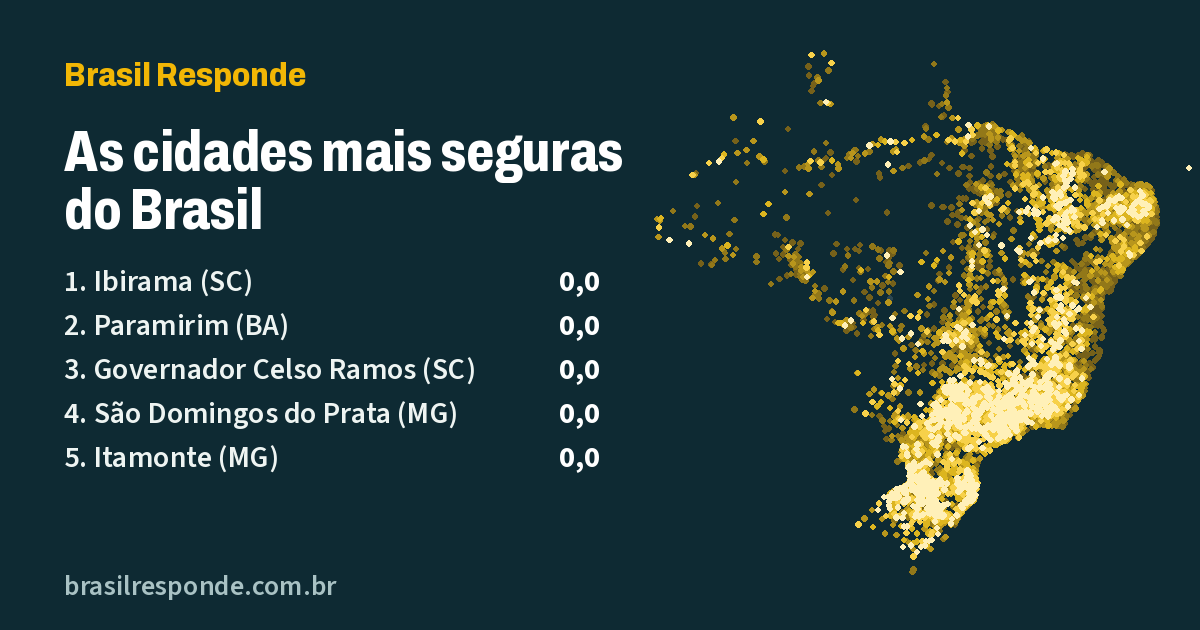 Brasil Responde
As cidades mais seguras
do Brasil
1. Ibirama (SC) 0,0
2. Paramirim (BA) 0,0
3. Governador Celso Ramos (SC) 0,0
4. São Domingos do Prata (MG) 0,0
5. Itamonte (MG) 0,0
brasilresponde.com.br